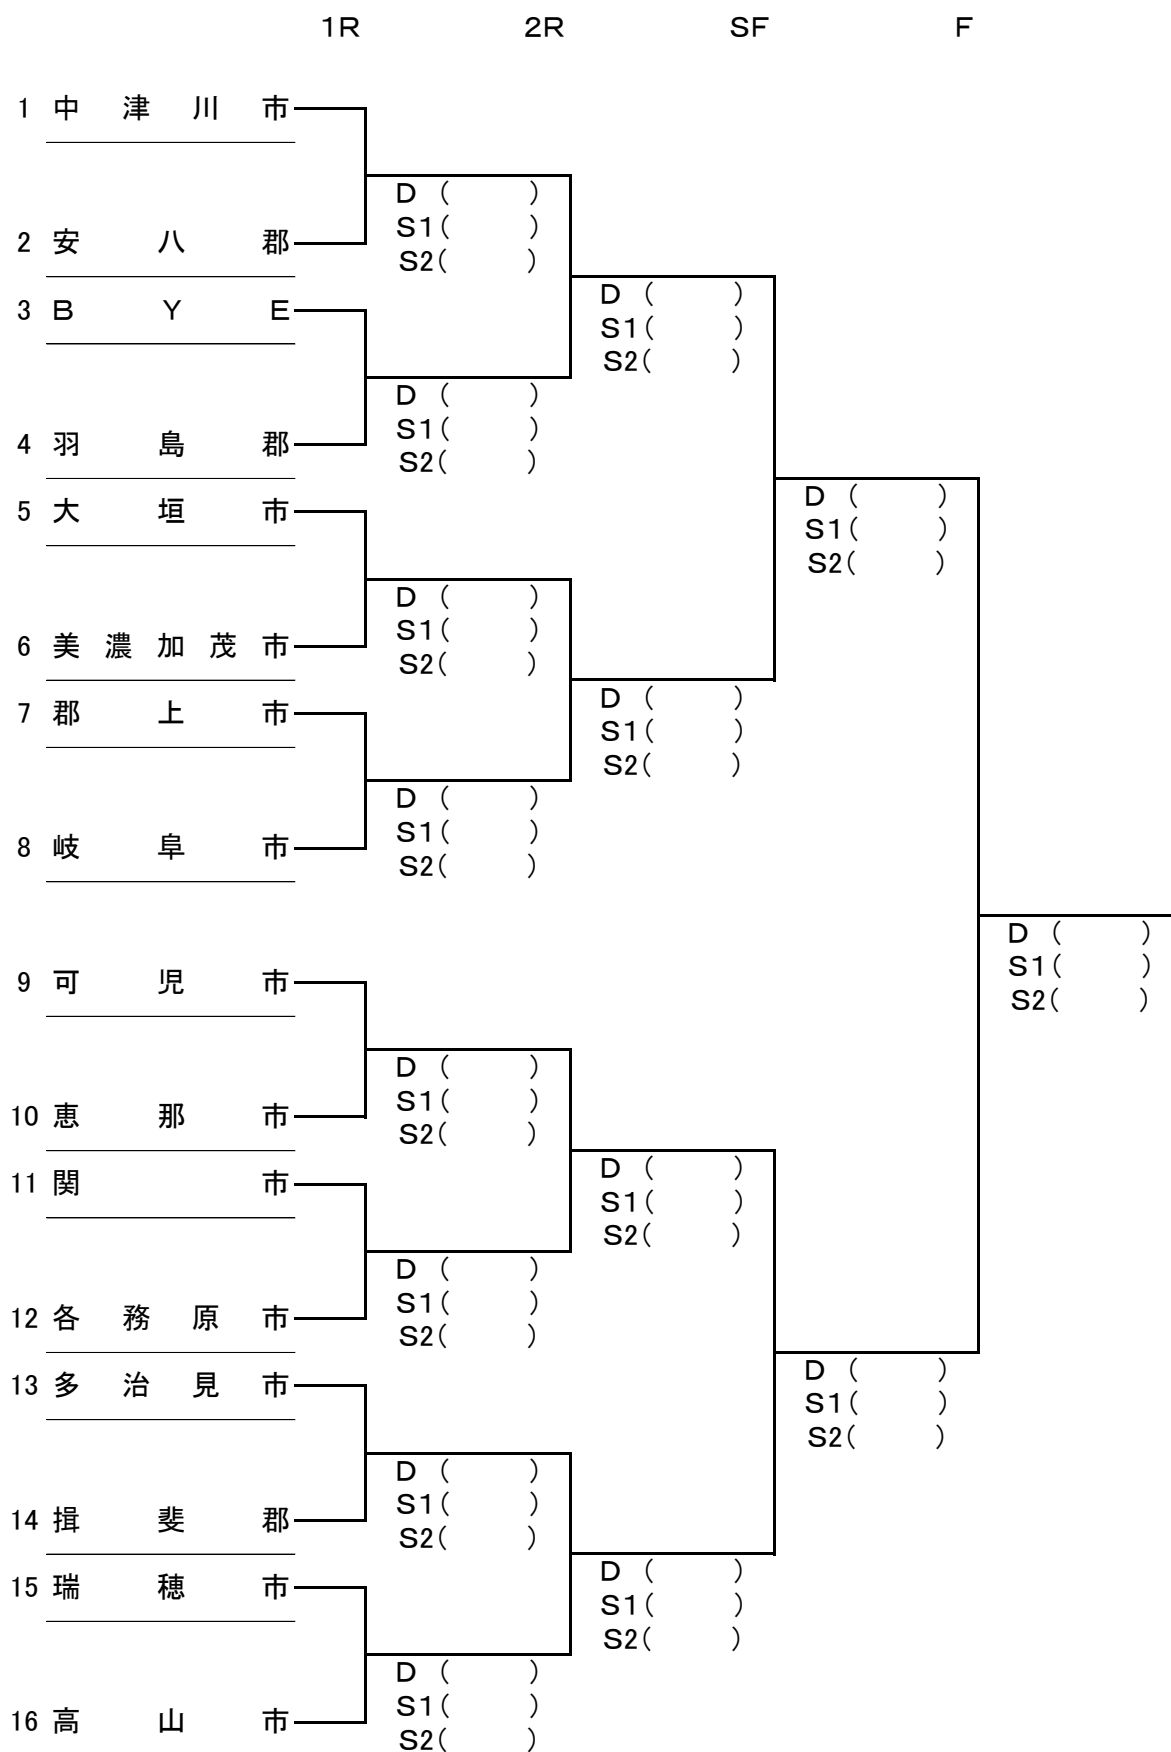 1R 2R SF F
1 中津川市
D ( )
S1( )
2 安八郡
S2( )
D ( )
3 BYE
S1( )
S2( )
D ( )
S1( )
4 羽島郡
S2( )
D ( )
5 大垣市
S1( )
S2( )
D ( )
S1( )
6 美濃加茂市
S2( )
D ( )
7 郡上市
S1( )
S2( )
D ( )
S1( )
8 岐阜市
S2( )
D ( )
S1( )
9 可児市
S2( )
D ( )
S1( )
10 恵那市
S2( )
D ( )
11 関市
S1( )
S2( )
D ( )
S1( )
12 各務原市
S2( )
D ( )
13 多治見市
S1( )
S2( )
D ( )
S1( )
14 揖斐郡
S2( )
D ( )
15 瑞穂市
S1( )
S2( )
D ( )
S1( )
16 高山市
S2( )